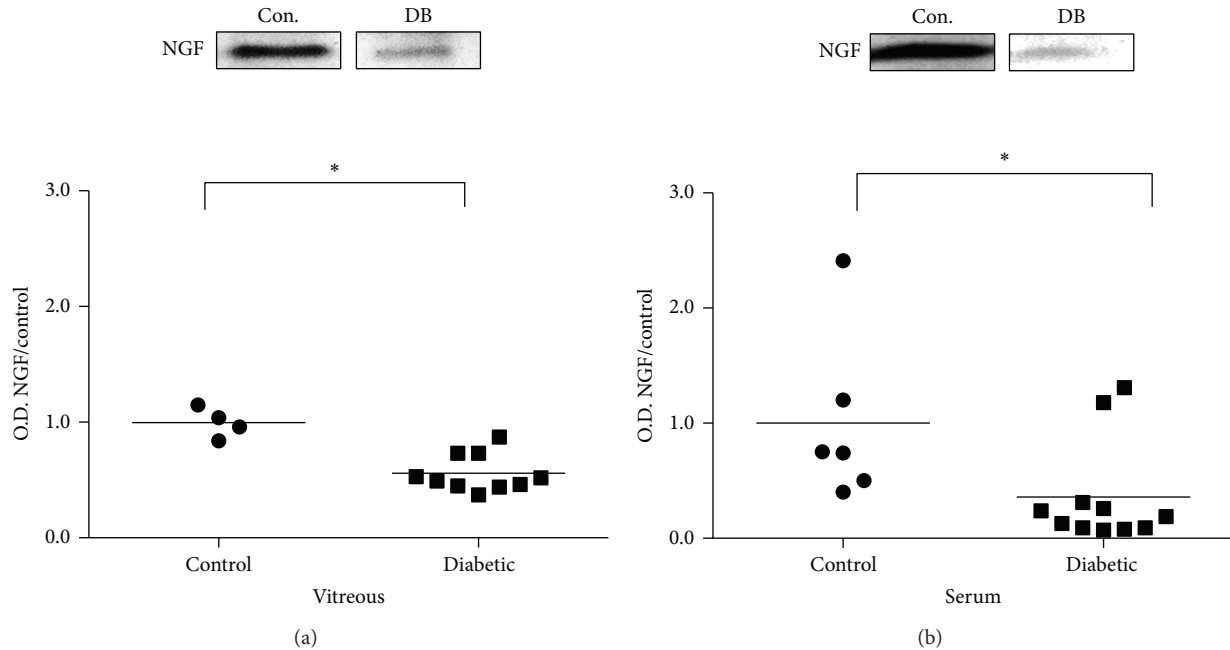 Con. DB
NGF
*
3.0
2.0
1.0
0.0
O.D. NGF/control
Control Diabetic
Vitreous
(a)
Con. DB
NGF
*
3.0
2.0
1.0
0.0
O.D. NGF/control
Control Diabetic
Serum
(b)